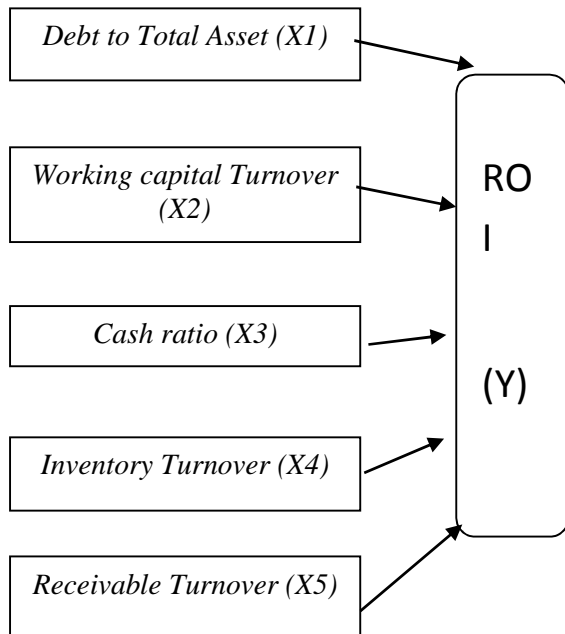 Debt to Total Asset (X1)
Working capital Turnover
(X2)
Cash ratio (X3)
Inventory Turnover (X4)
Receivable Turnover (X5)
RO
I
(Y)